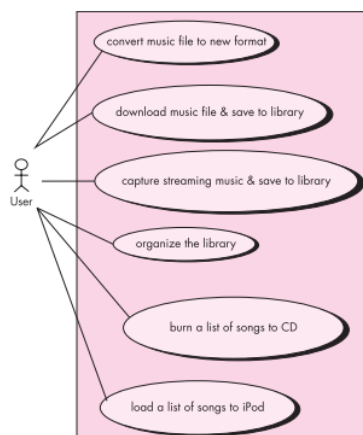 convert music file to new format
download music file & save to library
capture streaming music & save to library
User
organize the library
burn a list of songs to CD
load a list of songs to iPod